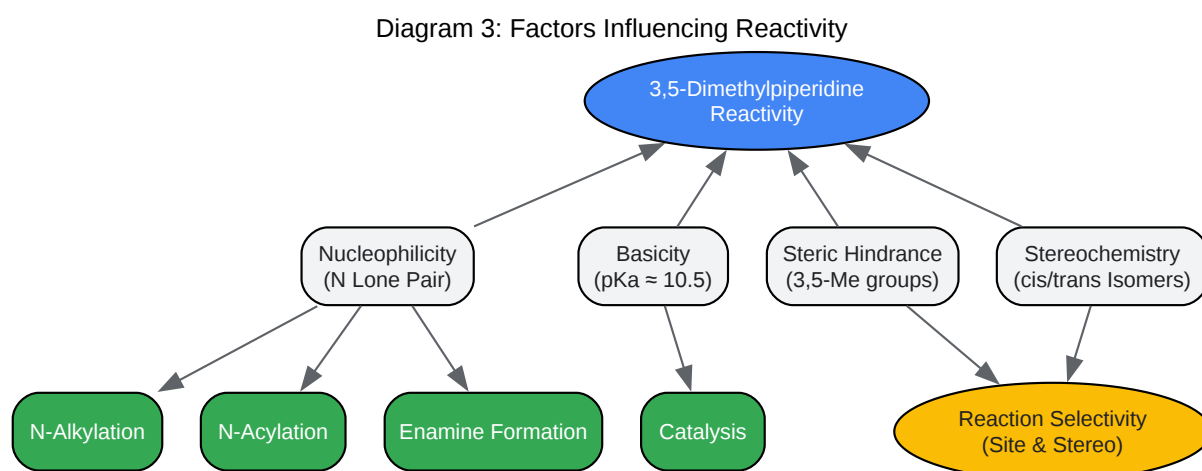 Diagram 3: Factors Influencing Reactivity
3,5-Dimethylpiperidine
Reactivity
Nucleophilicity
(N Lone Pair)
Basicity
(pKa ≈ 10.5)
Steric Hindrance
(3,5-Me groups)
Stereochemistry
(cis/trans Isomers)
N-Alkylation
N-Acylation
Enamine Formation
Catalysis
Reaction Selectivity
(Site & Stereo)